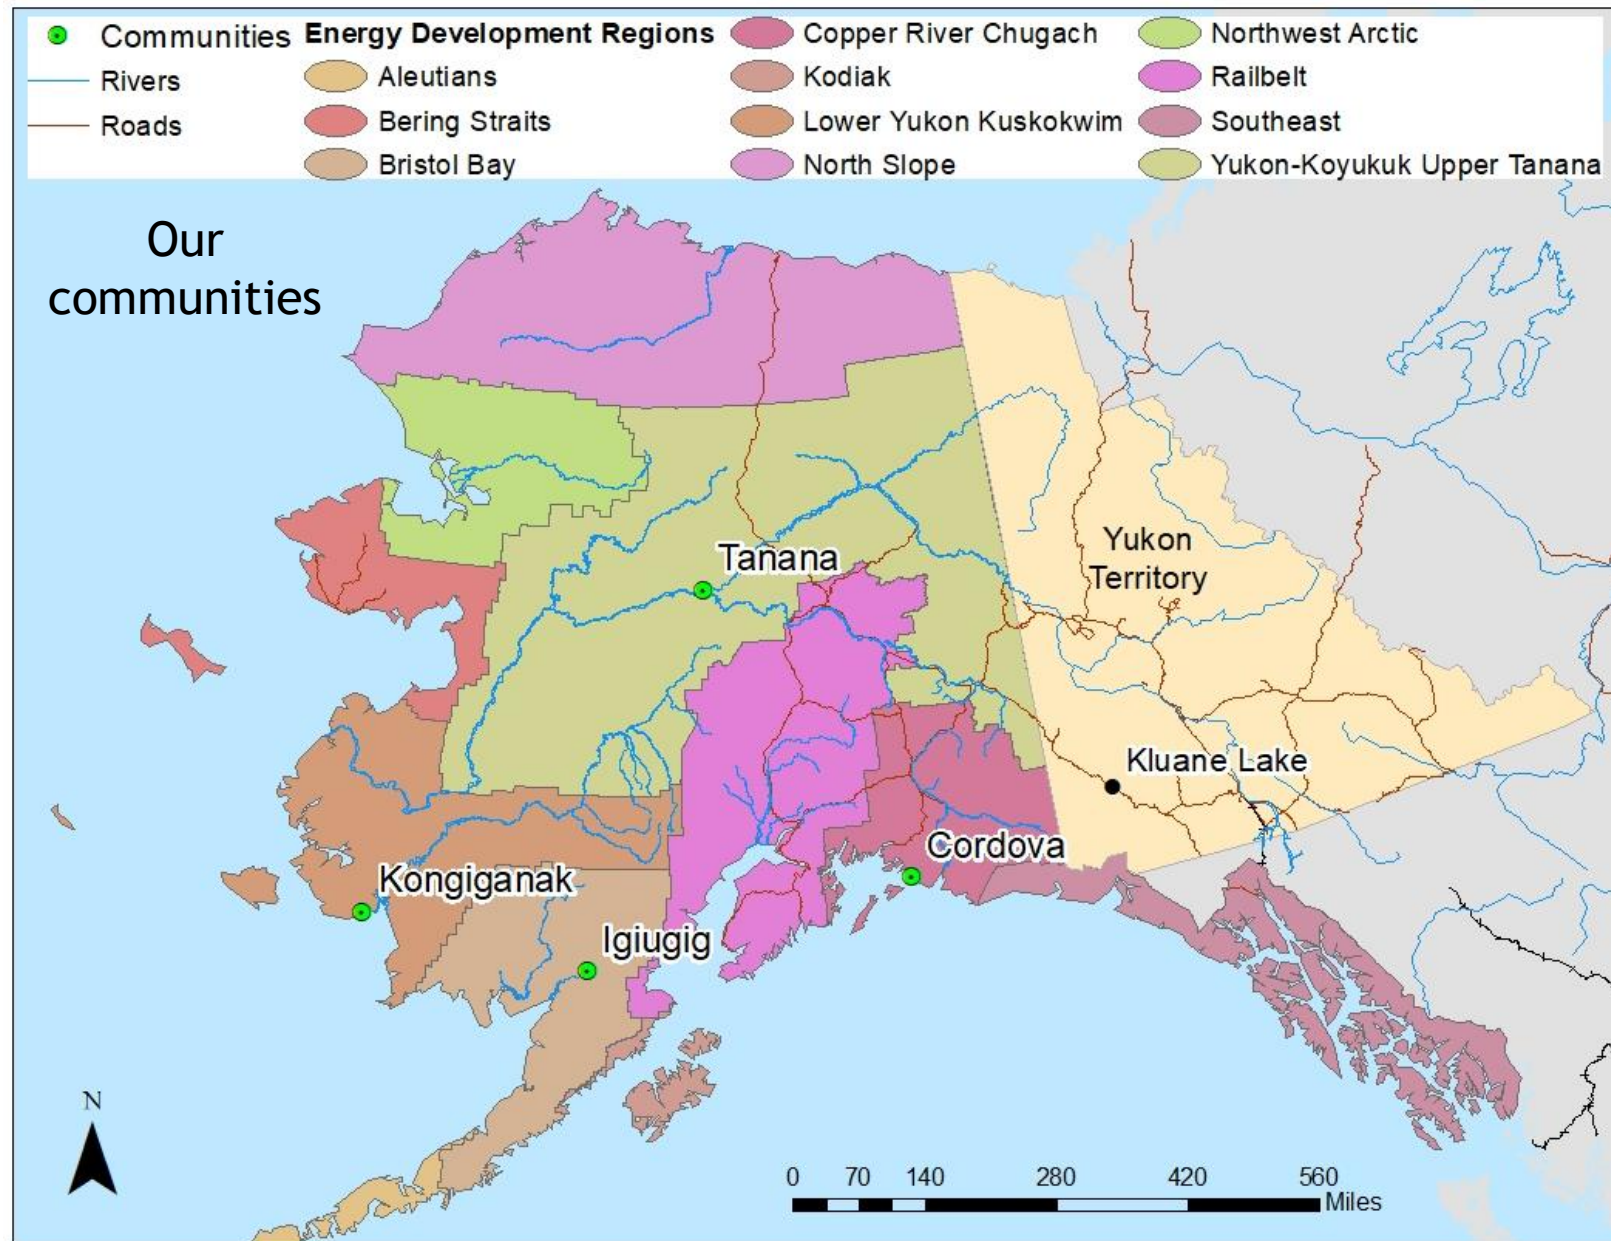 Communities
Rivers
Roads
Energy Development Regions
Aleutians
Bering Straits
Bristol Bay
Copper River Chugach
Kodiak
Lower Yukon Kuskokwim
North Slope
Northwest Arctic
Railbelt
Southeast
Yukon-Koyukuk Upper Tanana
Our
communities
Tanana
Yukon
Territory
Kluane Lake
Cordova
Kongiganak
Igiugig
N
0 70 140 280 420 560
Miles